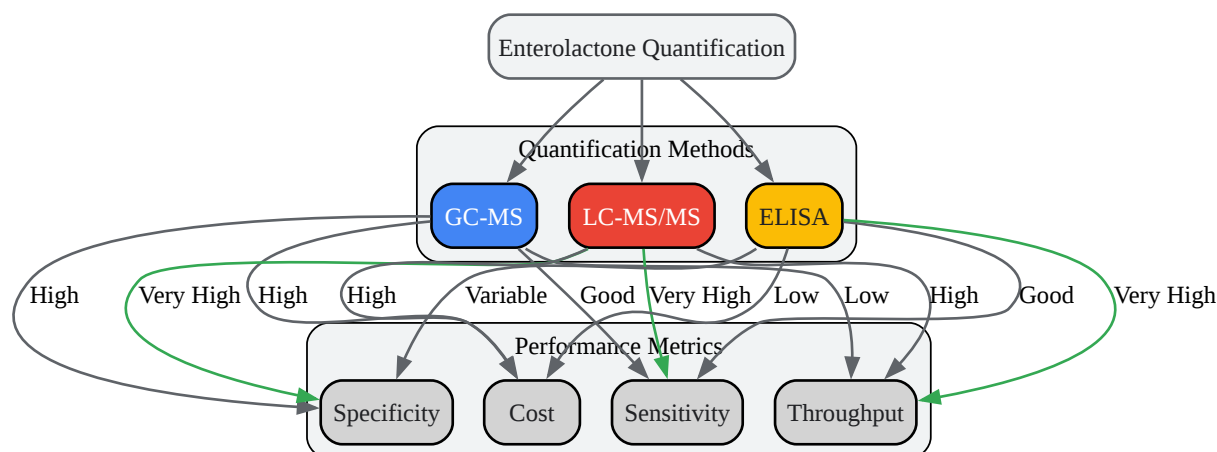 Enterolactone Quantification
Quantification Methods
GC-MS
LC-MS/MS
ELISA
High
Very High
High
High
Variable
Good
Very High
Low
Low
High
Good
Very High
Performance Metrics
Specificity
Cost
Sensitivity
Throughput